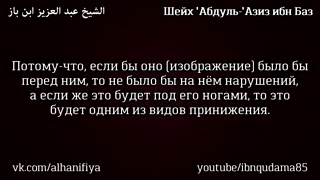 الشيخ عبد العزيز ابن باز
Шейх 'Абдуль-'Азиз ибн Баз
Потому-что, если бы оно (изображение) было бы
перед ним, то не было бы на нём нарушений,
а если же это будет под его ногами, то это
будет одним из видов принижения.
vk.com/alhanifiya
youtube/ibnqudama85